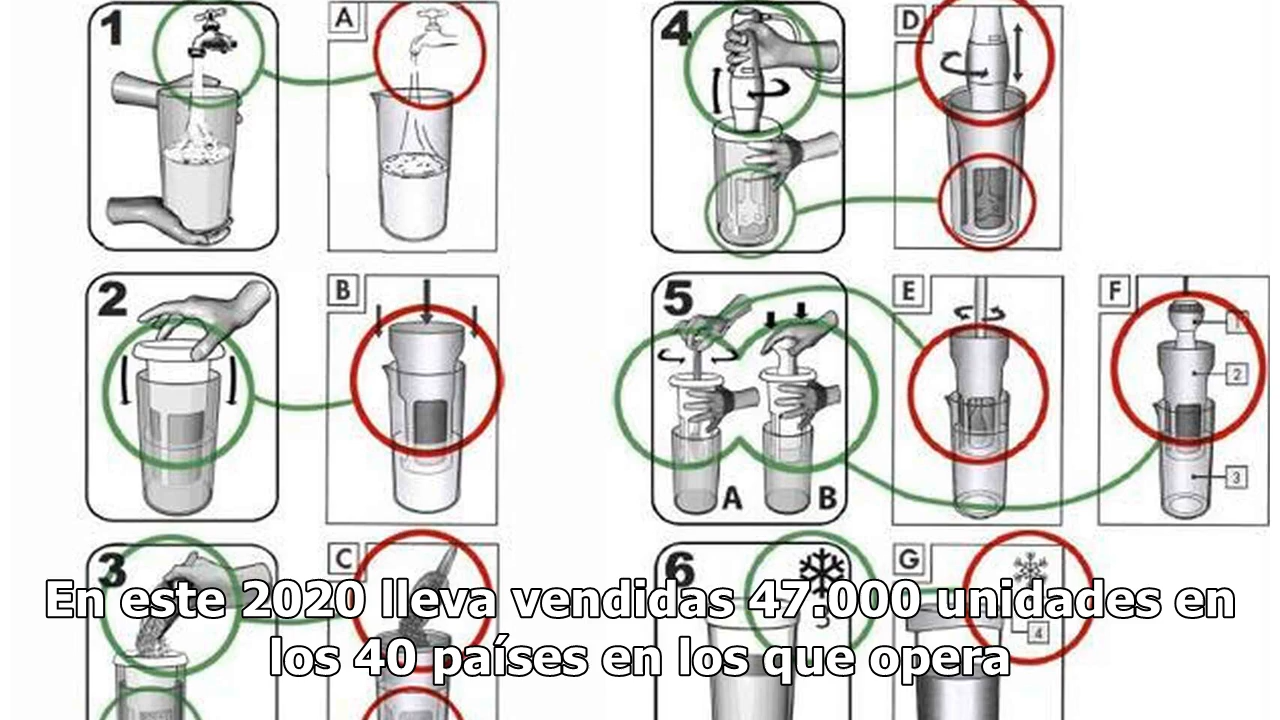 1
A
4
D
2
B
5
E
F
1
2
3
A
B
3
C
6
G
4
En este 2020 lleva vendidas 47.000 unidades en
los 40 países en los que opera